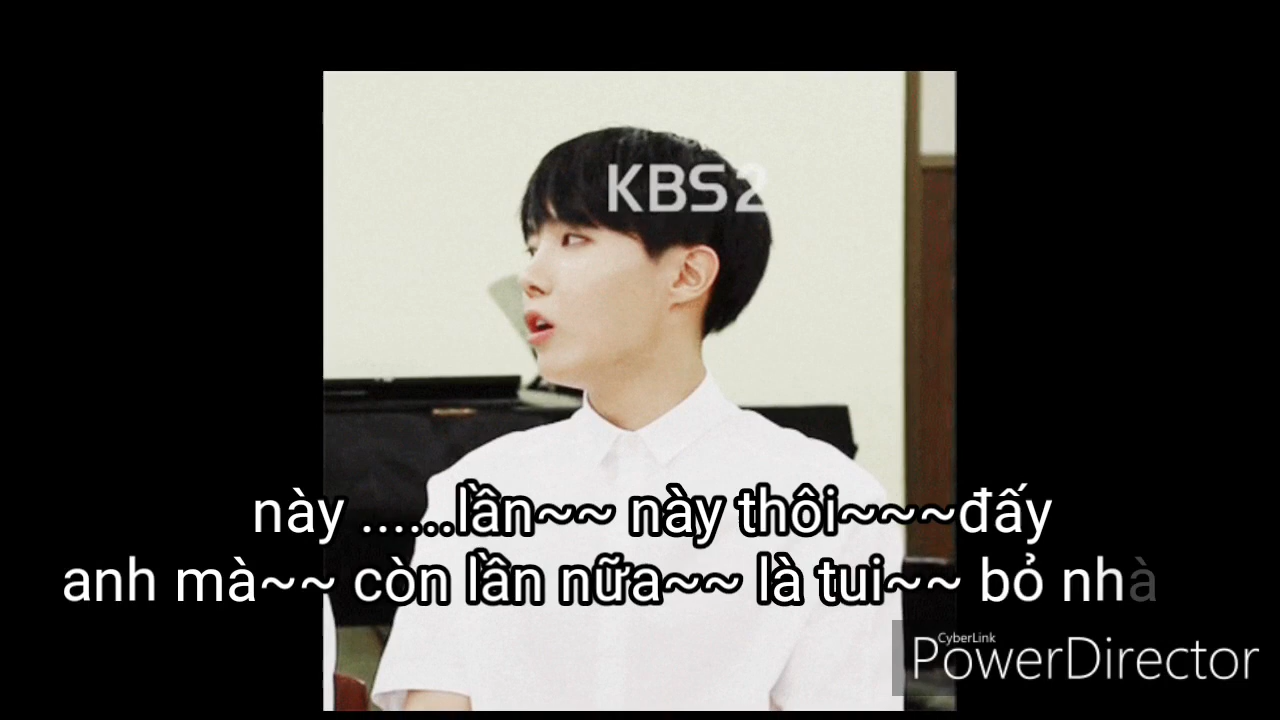 KBS2
này ......lần~~ này thôi~~~đấy
anh mà~~ còn lần nữa~~ là tui~~ bỏ nhà
CyberLink
PowerDirector